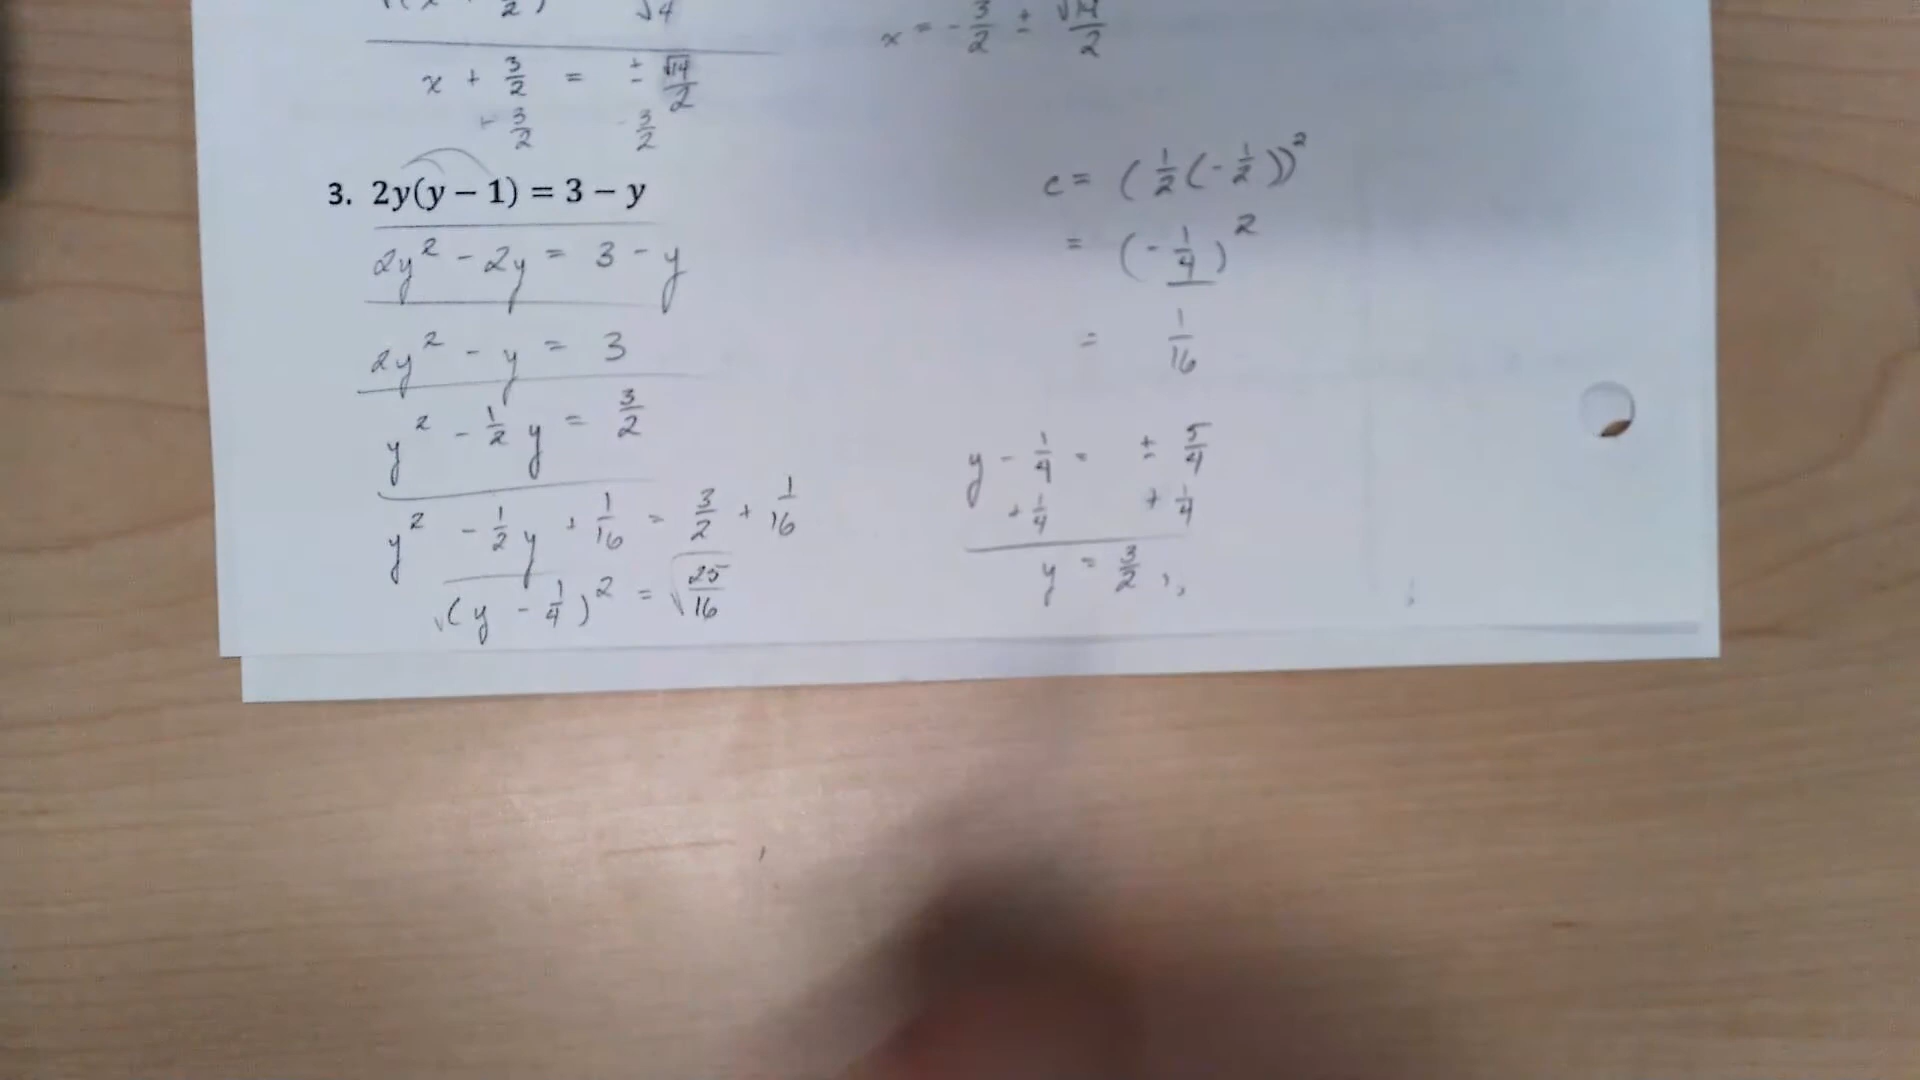 x + 3/2 = ± √14/2
- 3/2 - 3/2
x = - 3/2 ±
3. 2y(y − 1) = 3 − y
2y² - 2y = 3 - y
2y² - y = 3
y² - 1/2 y = 3/2
y² - 1/2 y + 1/16 = 3/2 + 1/16
√(y - 1/4)² = √25/16
c = (1/2(-1/2))²
= (-1/4)²
= 1/16
y - 1/4 = ± 5/4
+ 1/4 + 1/4
y = 3/2 ,